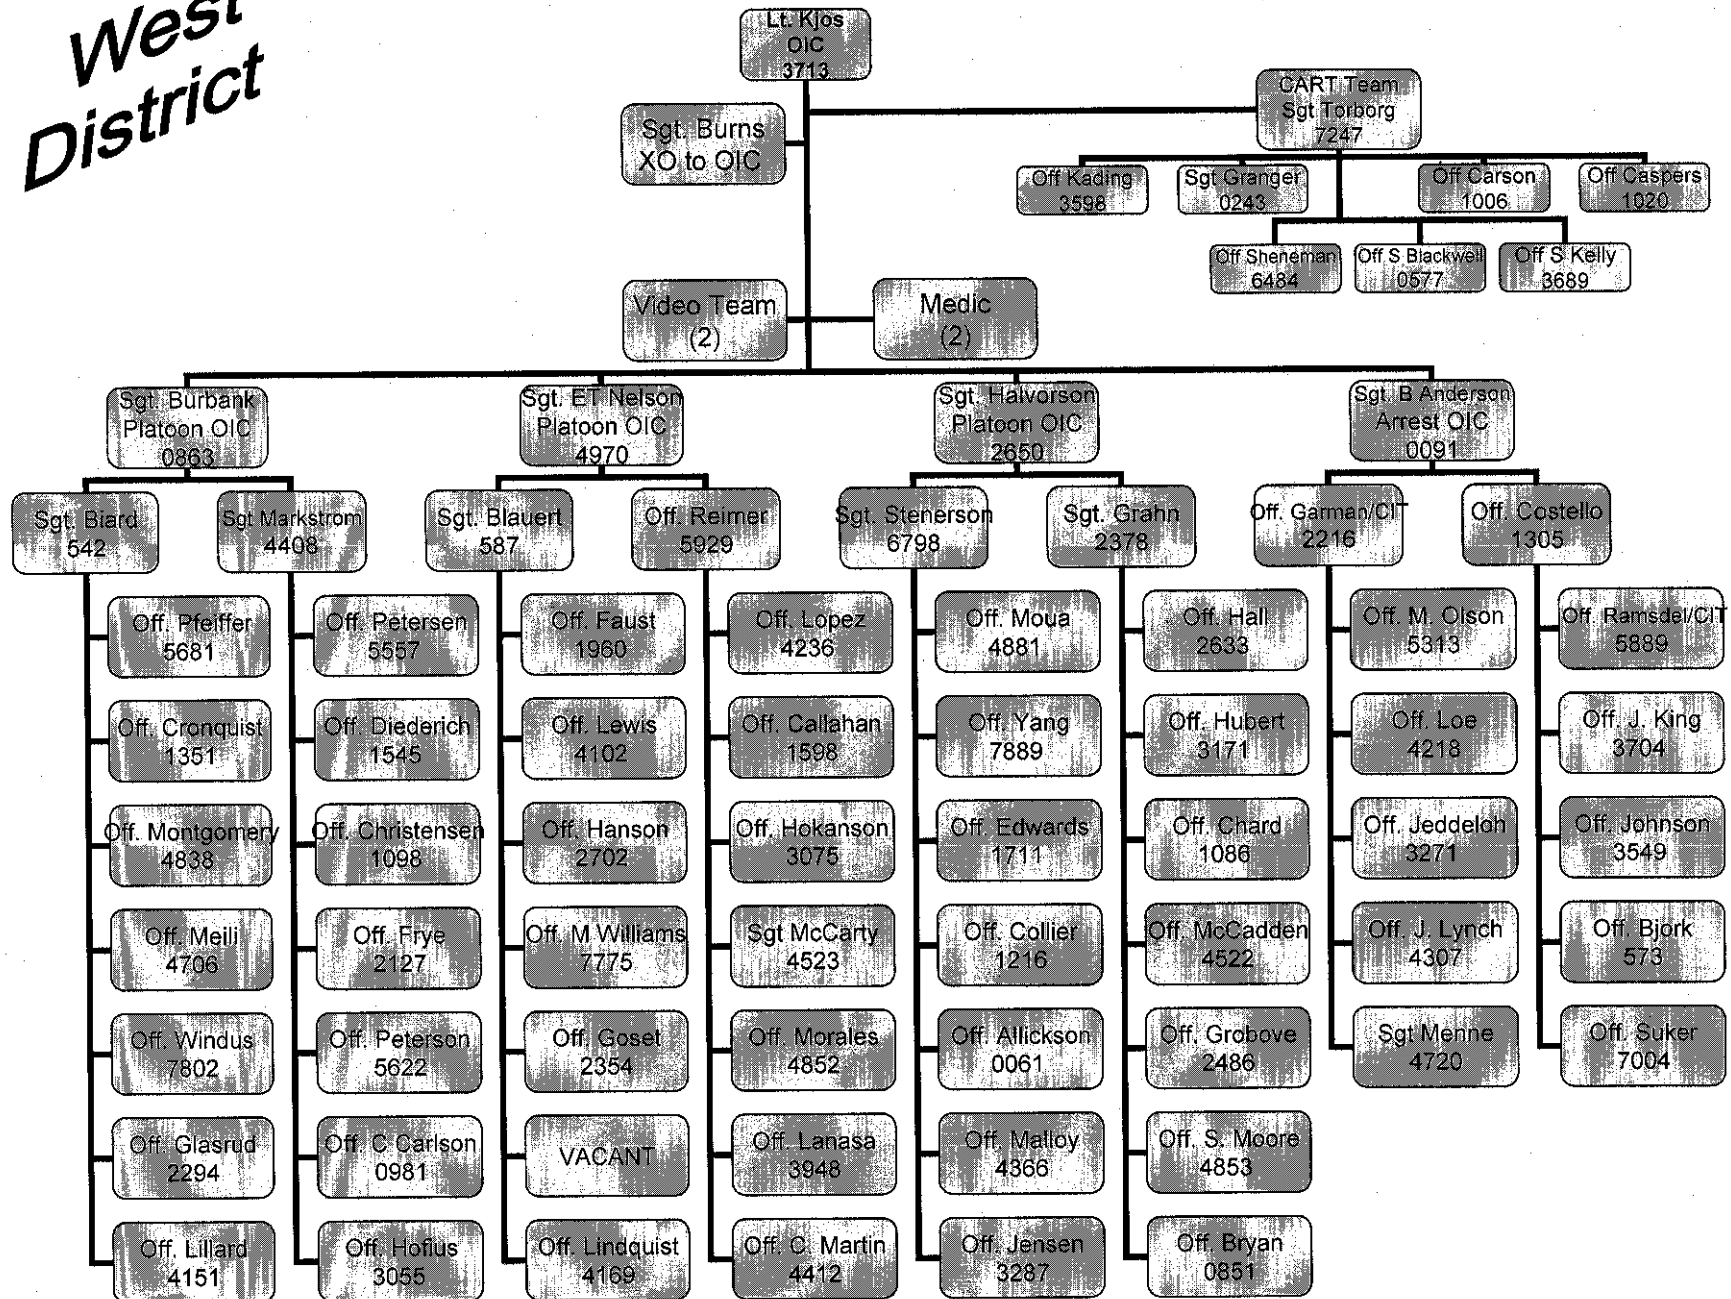 West
District
Lt. Kjos
OIC
3713
Sgt. Burns
XO to OIC
CART Team
Sgt Torborg
7247
Off Kading
3598
Sgt Granger
0243
Off Carson
1006
Off Caspers
1020
Off Sheneman
6484
Off S Blackwell
0577
Off S Kelly
3689
Video Team
(2)
Medic
(2)
Sgt. Burbank
Platoon OIC
0863
Sgt. ET Nelson
Platoon OIC
4970
Sgt. Halvorson
Platoon OIC
2650
Sgt. B Anderson
Arrest OIC
0091
Sgt. Biard
542
Sgt Markstrom
4408
Sgt. Blauert
587
Off. Reimer
5929
Sgt. Stenerson
6798
Sgt. Grahn
2378
Off. Garman/CIT
2216
Off. Costello
1305
Off. Pfeiffer
5681
Off. Cronquist
1351
Off. Montgomery
4838
Off. Meili
4706
Off. Windus
7802
Off. Glasrud
2294
Off. Lillard
4151
Off. Petersen
5557
Off. Diederich
1545
Off. Christensen
1098
Off. Frye
2127
Off. Peterson
5622
Off. C Carlson
0981
Off. Hofius
3055
Off. Faust
1960
Off. Lewis
4102
Off. Hanson
2702
Off. M Williams
7775
Off. Goset
2354
VACANT
Off. Lindquist
4169
Off. Lopez
4236
Off. Callahan
1598
Off. Hokanson
3075
Sgt McCarty
4523
Off. Morales
4852
Off. Lanasa
3948
Off. C Martin
4412
Off. Moua
4881
Off. Yang
7889
Off. Edwards
1711
Off. Collier
1216
Off. Allickson
0061
Off. Malloy
4366
Off. Jensen
3287
Off. Hall
2633
Off. Hubert
3171
Off. Chard
1086
Off. McCadden
4522
Off. Grobove
2486
Off. S. Moore
4853
Off. Bryan
0851
Off. M. Olson
5313
Off. Loe
4218
Off. Jeddeloh
3271
Off. J. Lynch
4307
Sgt Menne
4720
Off. Ramsdel/CIT
5889
Off. J. King
3704
Off. Johnson
3549
Off. Bjork
573
Off. Suker
7004